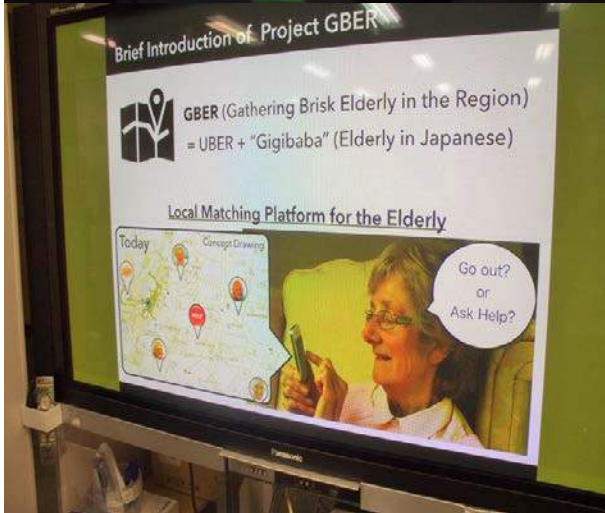 Brief Introduction of Project GBER
GBER (Gathering Brisk Elderly in the Region)
= UBER + "Gigibaba" (Elderly in Japanese)
Local Matching Platform for the Elderly
Today
Concept Drawing
Go out?
or
Ask Help?
Panasonic